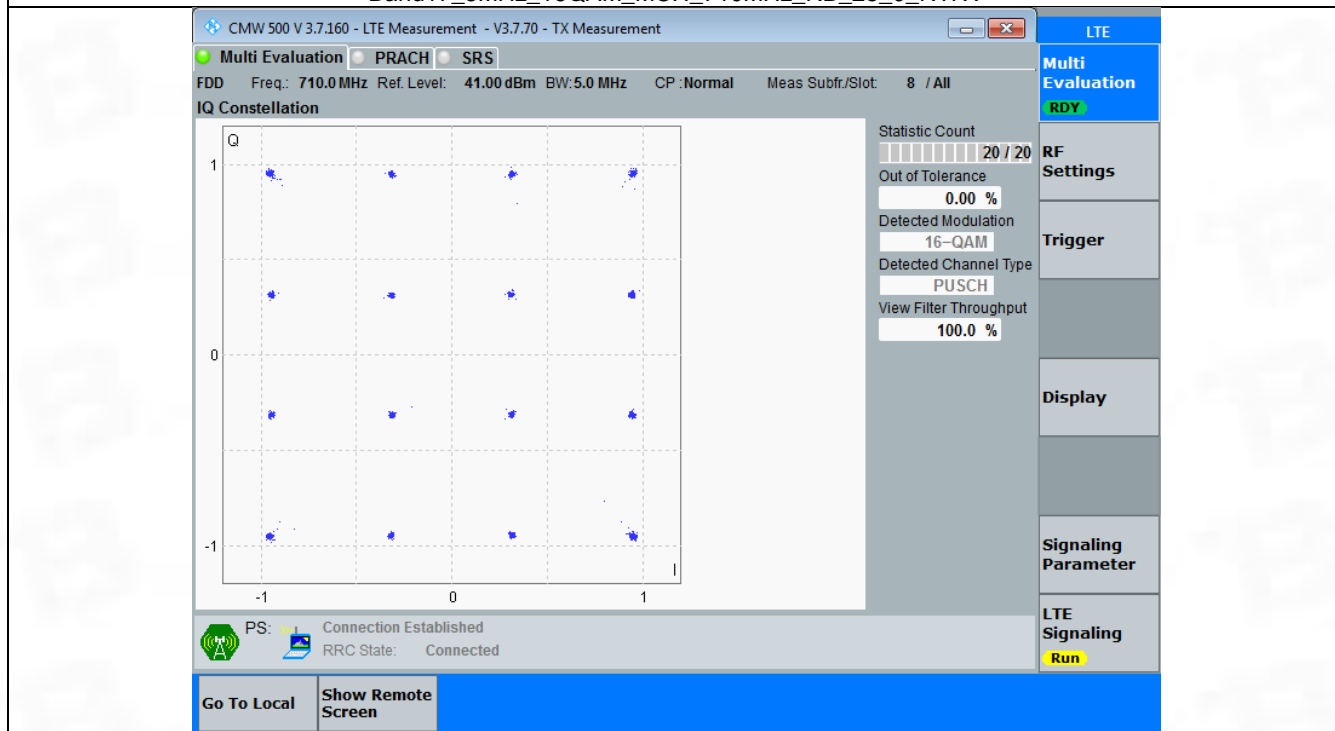 CMW 500 V 3.7.160 - LTE Measurement - V3.7.70 - TX Measurement
LTE
Multi Evaluation PRACH SRS
FDD Freq.: 710.0 MHz Ref. Level: 41.00 dBm BW: 5.0 MHz CP : Normal Meas Subfr./Slot: 8 / All
IQ Constellation
Q
1
0
-1
-1 0 1
I
Statistic Count
20 / 20
Out of Tolerance
0.00 %
Detected Modulation
16-QAM
Detected Channel Type
PUSCH
View Filter Throughput
100.0 %
Multi
Evaluation
RDY
RF
Settings
Trigger
Display
Signaling
Parameter
LTE
Signaling
Run
PS: Connection Established
RRC State: Connected
Go To Local
Show Remote
Screen